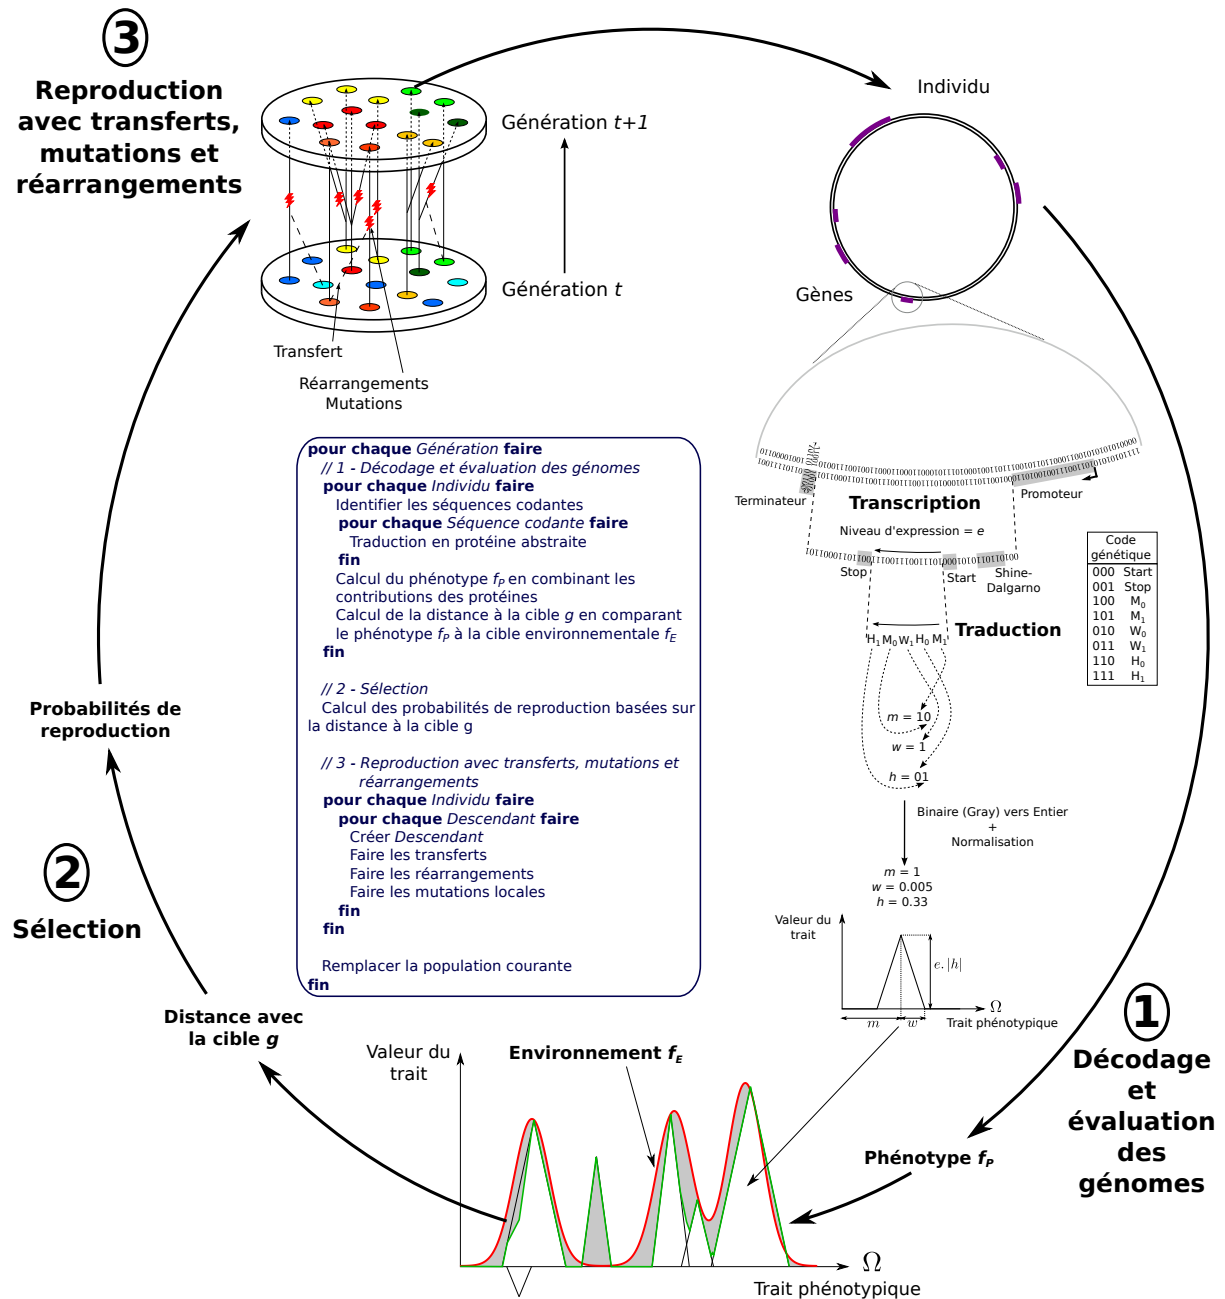 3
Reproduction
avec transferts,
mutations et
réarrangements
Génération t+1
Génération t
Transfert
Réarrangements
Mutations
Individu
Gènes
Terminateur
Transcription
Promoteur
Niveau d'expression = e
Stop
Start
Shine-
Dalgarno
Traduction
H1 M0 W1 H0 M1
Code
génétique
000 Start
001 Stop
100 M0
101 M1
010 W0
011 W1
110 H0
111 H1
m = 10
w = 1
h = 01
Binaire (Gray) vers Entier
+
Normalisation
m = 1
w = 0.005
h = 0.33
Valeur du
trait
e.|h|
Ω
m
w
Trait phénotypique
1
Décodage
et
évaluation
des
génomes
Phénotype fP
pour chaque Génération faire
// 1 - Décodage et évaluation des génomes
pour chaque Individu faire
Identifier les séquences codantes
pour chaque Séquence codante faire
Traduction en protéine abstraite
fin
Calcul du phénotype fP en combinant les
contributions des protéines
Calcul de la distance à la cible g en comparant
le phénotype fP à la cible environnementale fE
fin
// 2 - Sélection
Calcul des probabilités de reproduction basées sur
la distance à la cible g
// 3 - Reproduction avec transferts, mutations et
réarrangements
pour chaque Individu faire
pour chaque Descendant faire
Créer Descendant
Faire les transferts
Faire les réarrangements
Faire les mutations locales
fin
fin
Remplacer la population courante
fin
Valeur du
trait
Environnement fE
Ω
Trait phénotypique
Distance avec
la cible g
2
Sélection
Probabilités de
reproduction